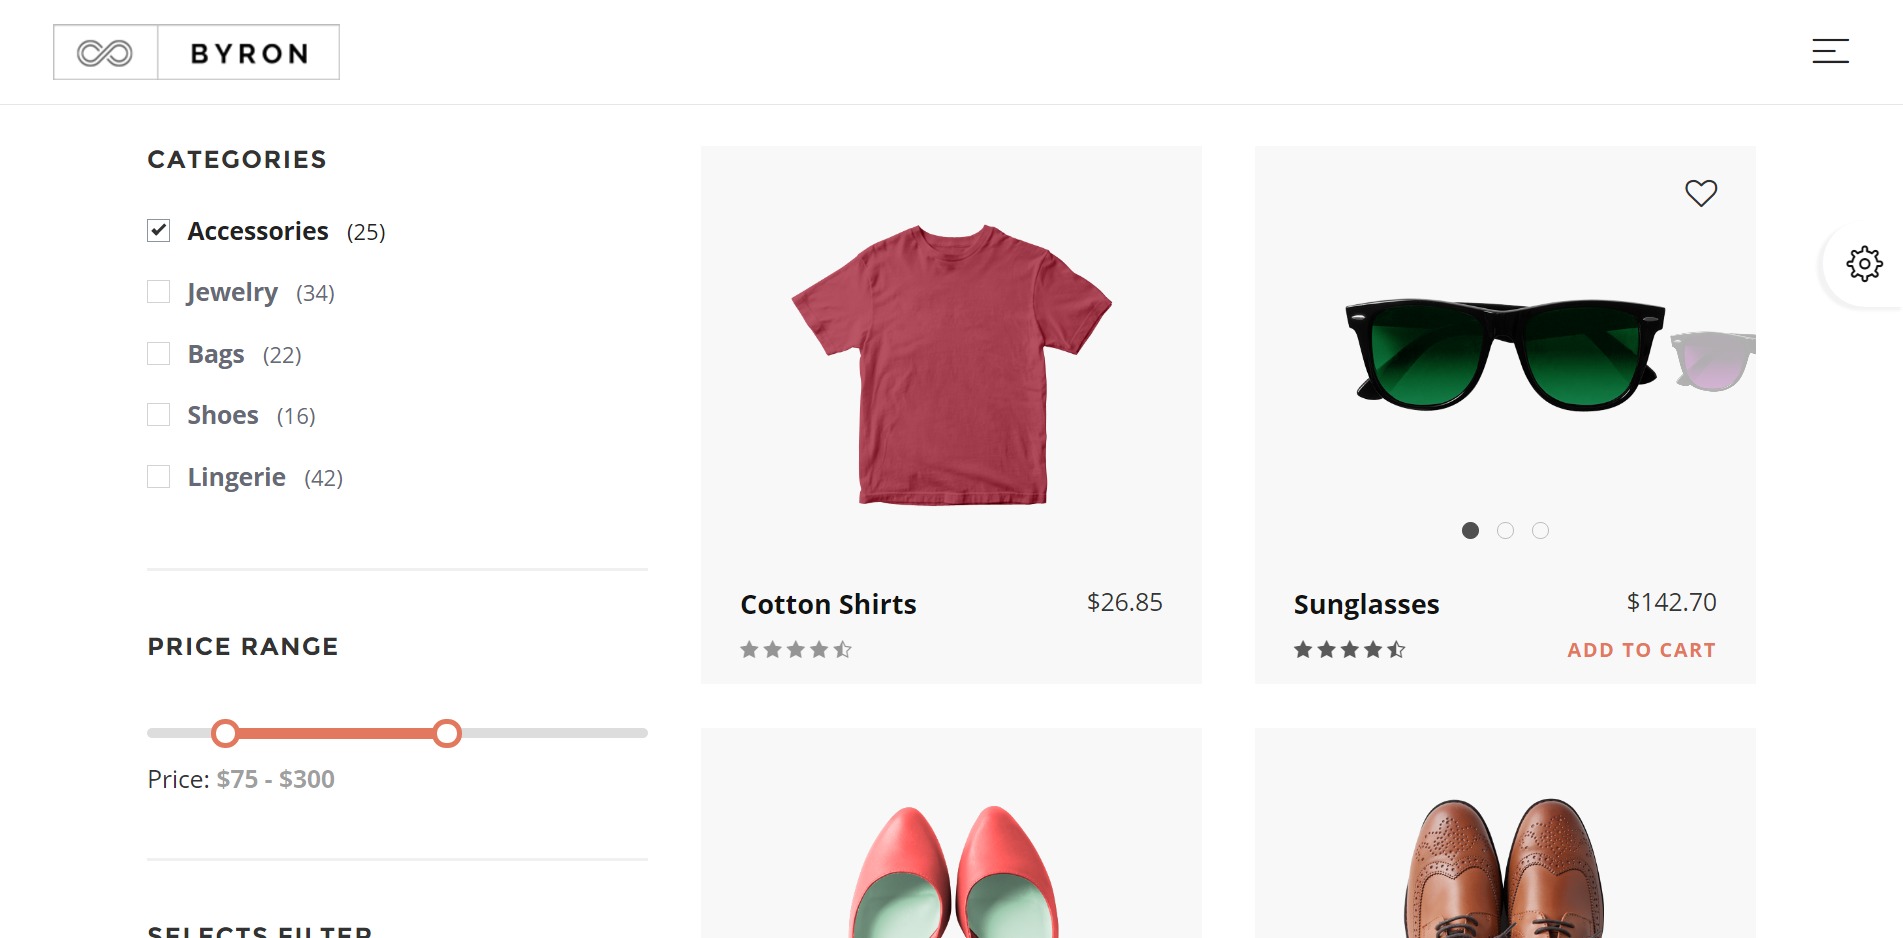 BYRON
CATEGORIES
Accessories (25)
Jewelry (34)
Bags (22)
Shoes (16)
Lingerie (42)
PRICE RANGE
Price: $75 - $300
SELECTS FILTER
Cotton Shirts $26.85
Sunglasses $142.70
ADD TO CART